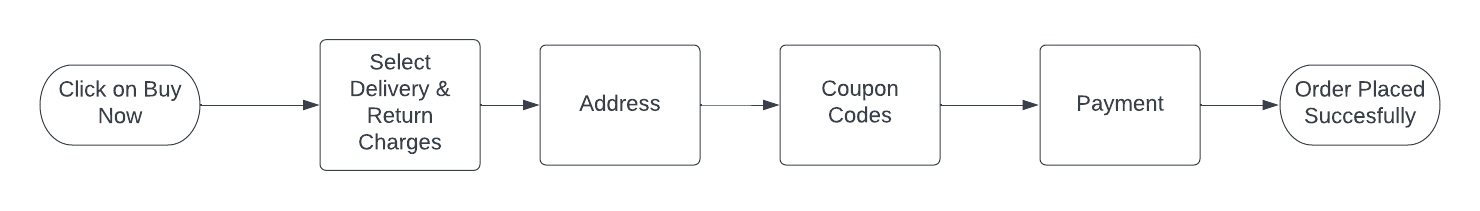 Click on Buy
Now
Select
Delivery &
Return
Charges
Address
Coupon
Codes
Payment
Order Placed
Succesfully